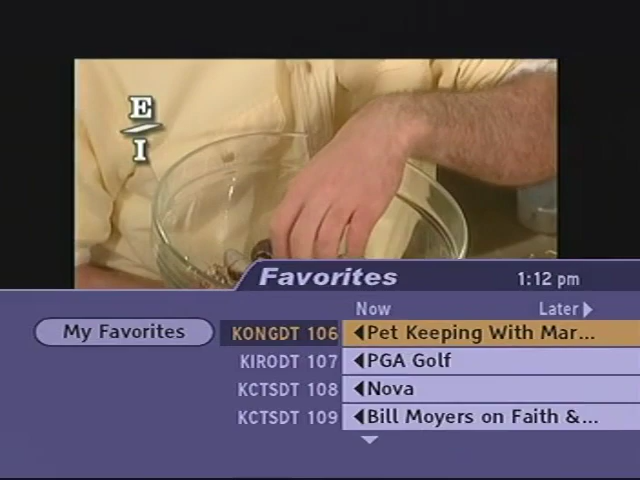 E
I
Favorites 1:12 pm
Now Later
My Favorites KONGDT 106 Pet Keeping With Mar...
KIRODT 107 PGA Golf
KCTSDT 108 Nova
KCTSDT 109 Bill Moyers on Faith &...